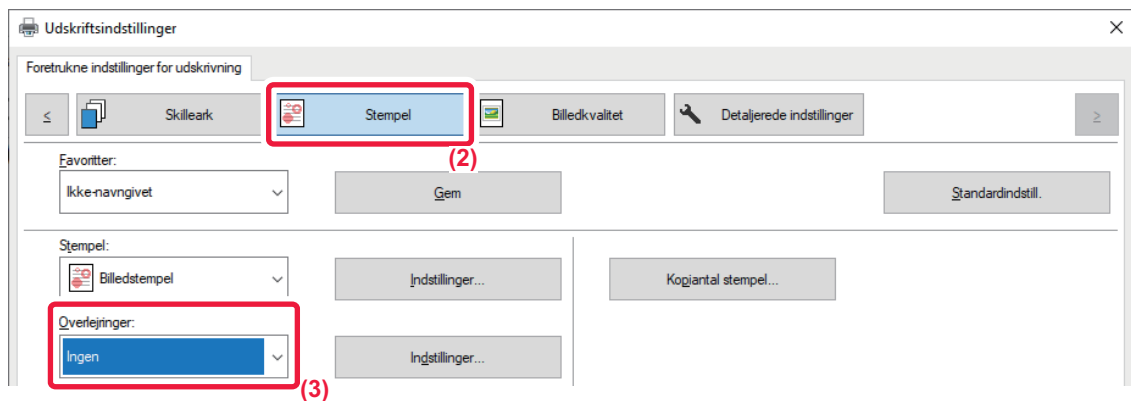 Udskriftsindstillinger
Foretrukne indstillinger for udskrivning
< Skilleark Stempel Billedkvalitet Detaljerede indstillinger >
(2)
Favoritter:
Ikke-navngivet Gem Standardindstill.
Stempel:
Billedstempel Indstillinger... Kopiantal stempel...
Overlejringer:
Ingen Indstillinger...
(3)